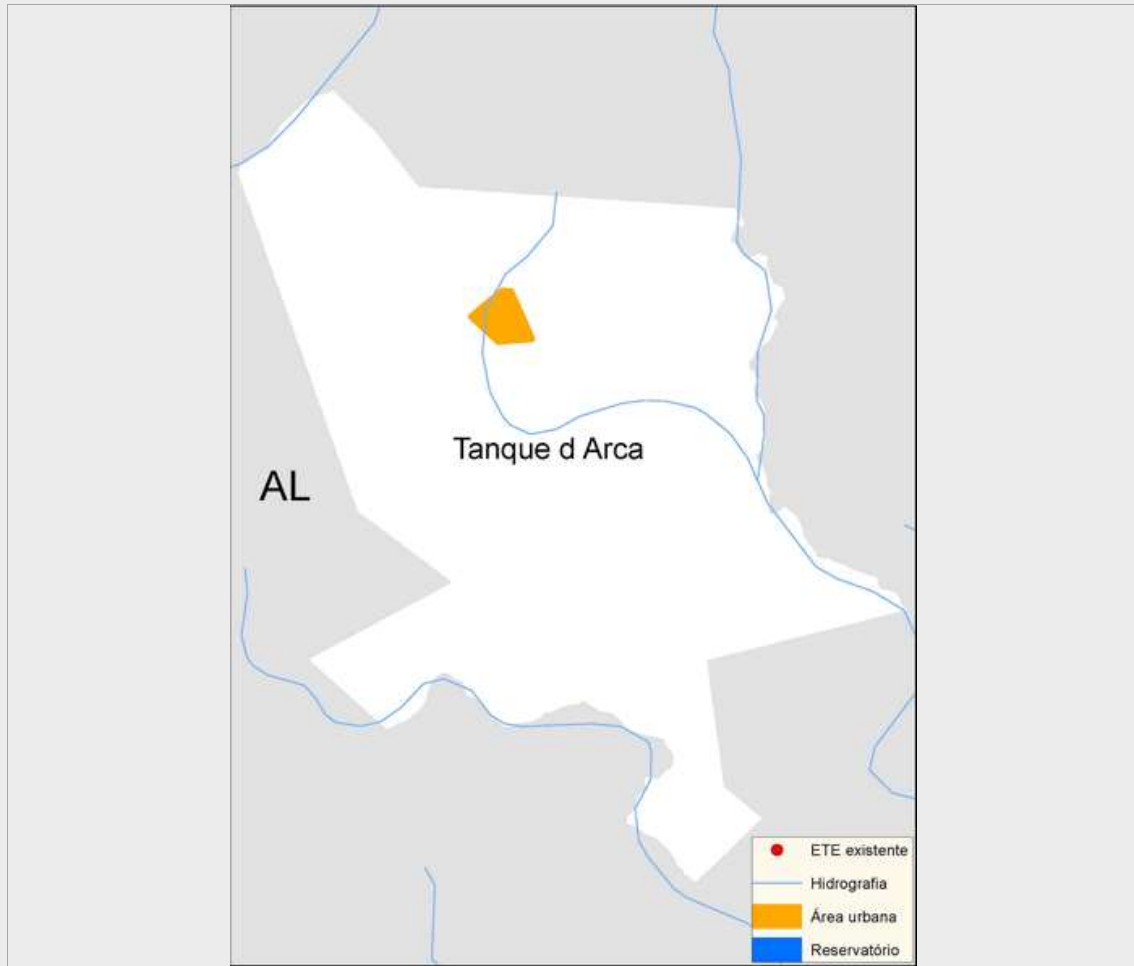 Tanque d Arca
AL
ETE existente
Hidrografia
Área urbana
Reservatório